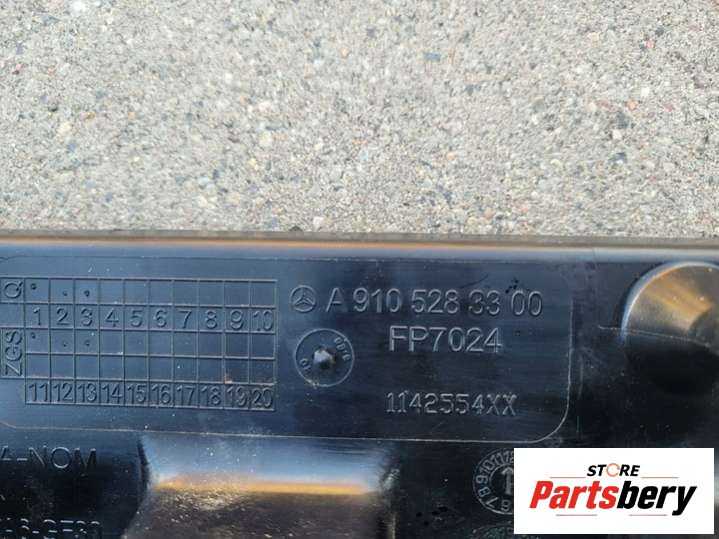 A 910 528 33 00
Q
1 2 3 4 5 6 7 8 9 10
ZGS
FP7024
11 12 13 14 15 16 17 18 19 20
1142554XX
A-NOM
STORE
Partsbery